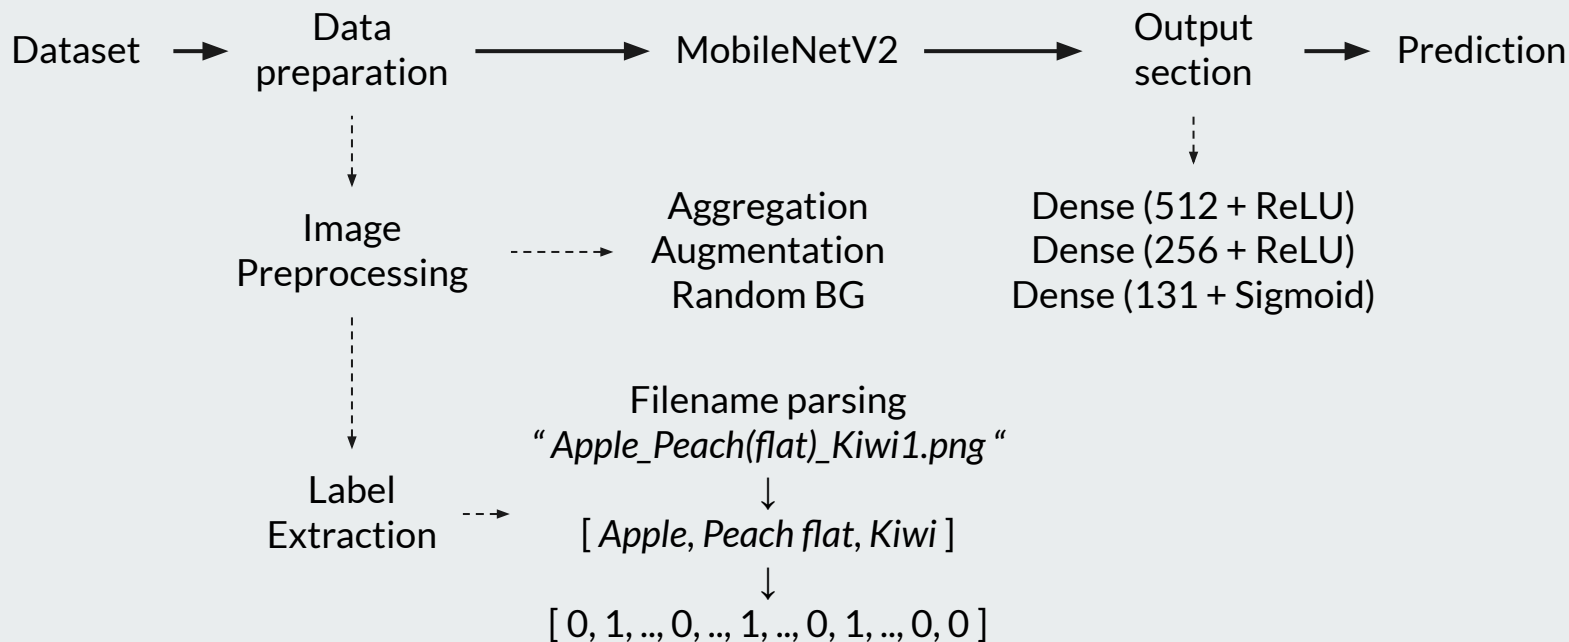 Dataset
Data
preparation
MobileNetV2
Output
section
Prediction
Image
Preprocessing
Aggregation
Augmentation
Random BG
Dense (512 + ReLU)
Dense (256 + ReLU)
Dense (131 + Sigmoid)
Label
Extraction
Filename parsing
“ Apple_Peach(flat)_Kiwi1.png “
↓
[ Apple, Peach flat, Kiwi ]
↓
[ 0, 1, .., 0, .., 1, .., 0, 1, .., 0, 0 ]